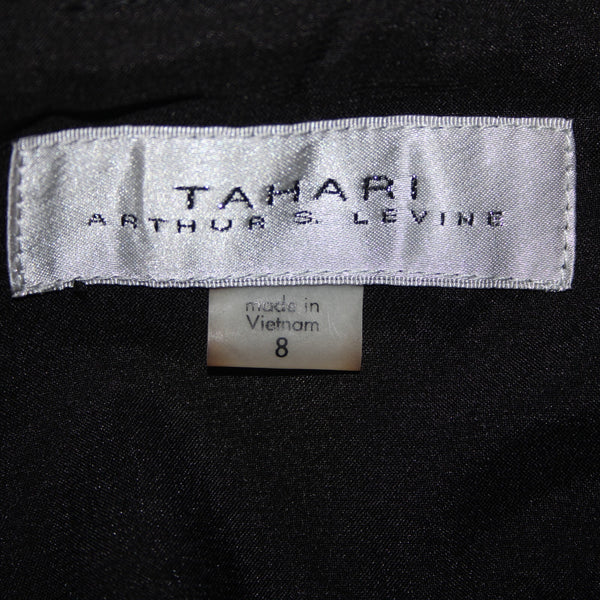 TAHARI
ARTHUR S. LEVINE
made in
Vietnam
8